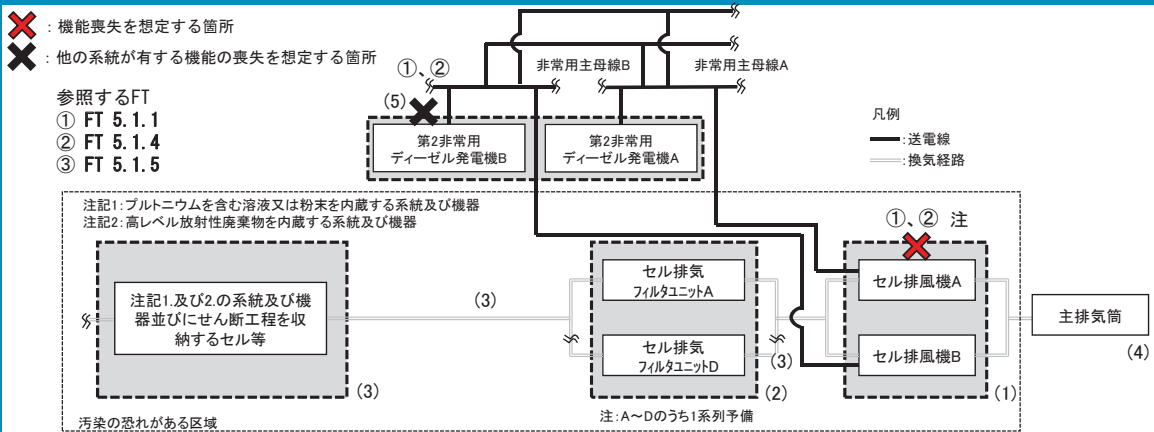 ：機能喪失を想定する箇所
：他の系統が有する機能の喪失を想定する箇所
参照するFT
① FT 5.1.1
② FT 5.1.4
③ FT 5.1.5
①、②
非常用主母線B
非常用主母線A
(5)
第2非常用
ディーゼル発電機B
第2非常用
ディーゼル発電機A
凡例
:送電線
:換気経路
注記1:プルトニウムを含む溶液又は粉末を内蔵する系統及び機器
注記2:高レベル放射性廃棄物を内蔵する系統及び機器
①、② 注
注記1.及び2.の系統及び機
器並びにせん断工程を収
納するセル等
(3)
(3)
セル排気
フィルタユニットA
セル排気
フィルタユニットD
(3)
(2)
セル排風機A
セル排風機B
(1)
主排気筒
(4)
汚染の恐れがある区域
注:A～Dのうち1系列予備